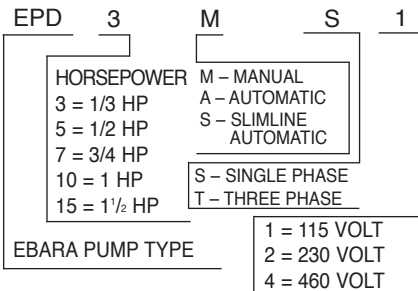 EPD 3 M S 1
HORSEPOWER
3 = 1/3 HP
5 = 1/2 HP
7 = 3/4 HP
10 = 1 HP
15 = 1½ HP
M – MANUAL
A – AUTOMATIC
S – SLIMLINE
AUTOMATIC
S – SINGLE PHASE
T – THREE PHASE
EBARA PUMP TYPE
1 = 115 VOLT
2 = 230 VOLT
4 = 460 VOLT